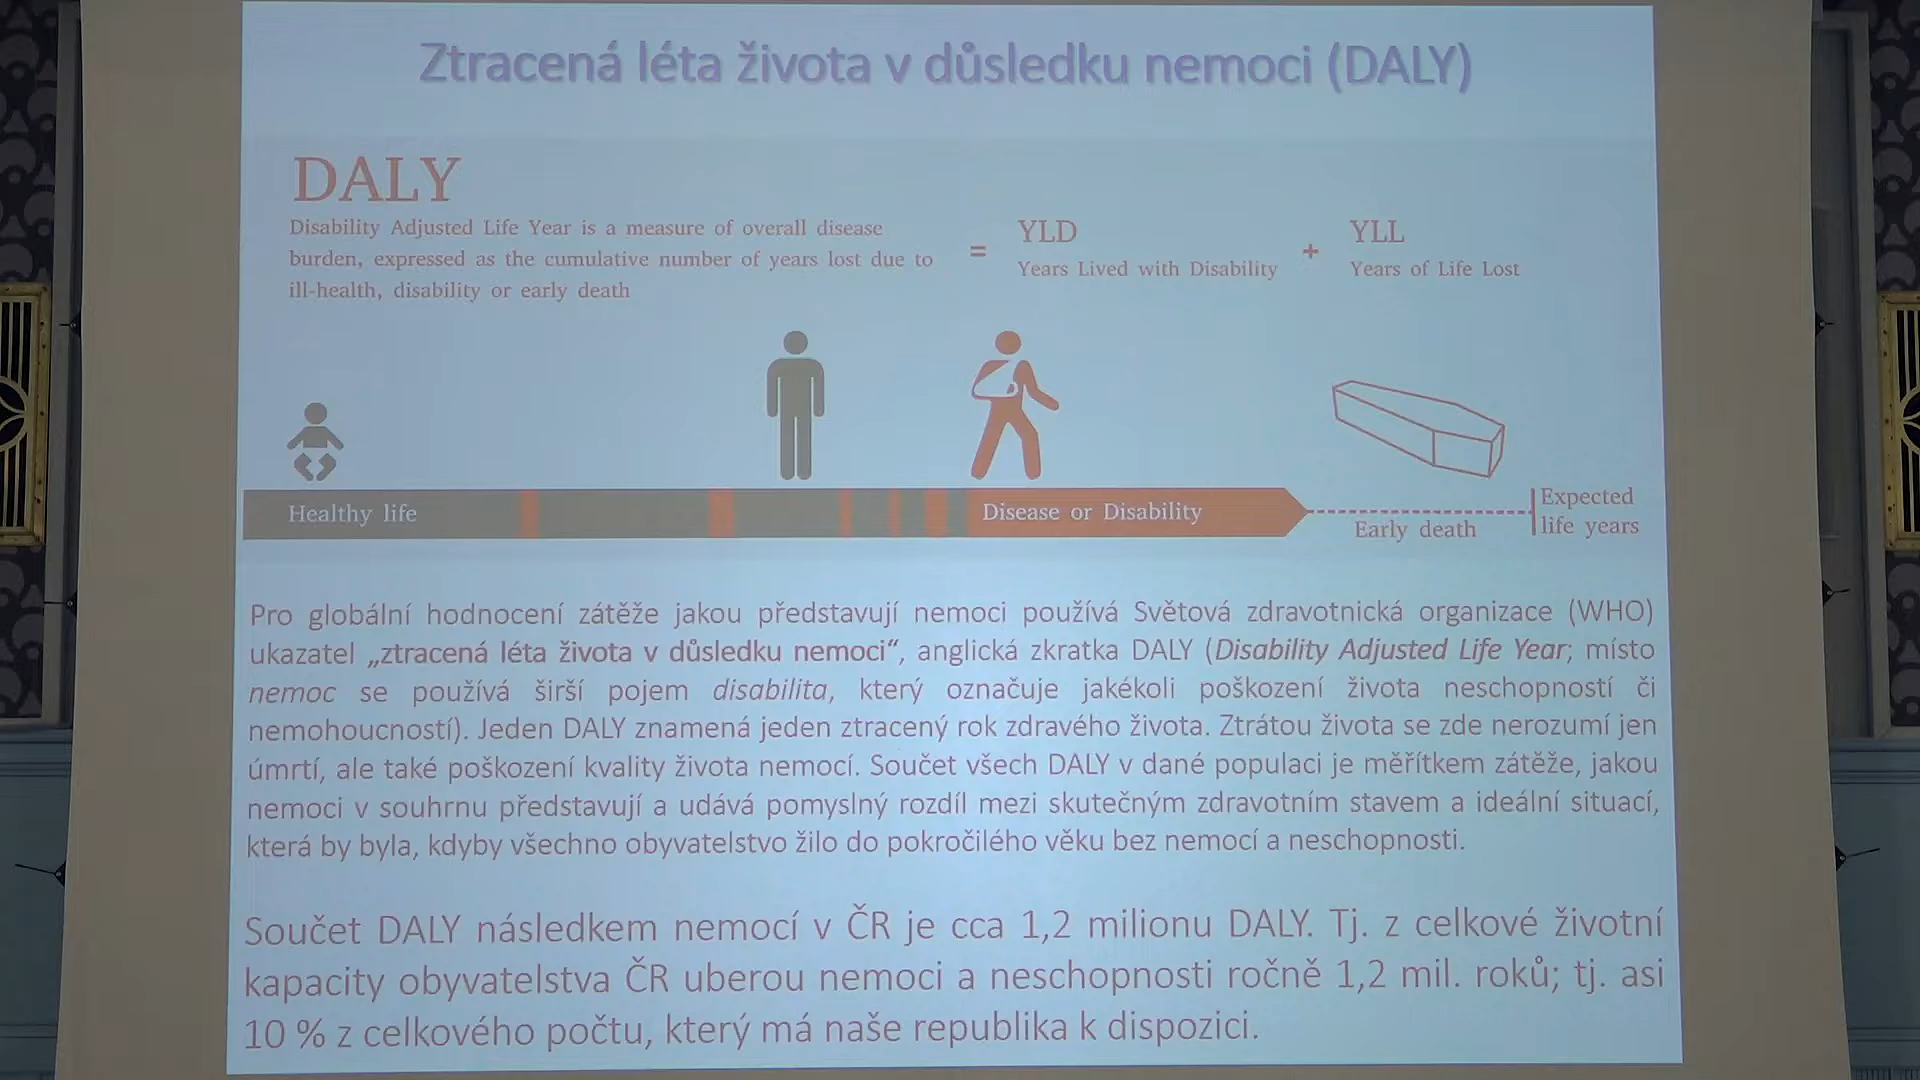 Ztracená léta života v důsledku nemoci (DALY)
DALY
Disability Adjusted Life Year is a measure of overall disease
burden, expressed as the cumulative number of years lost due to
ill-health, disability or early death
=
YLD
Years Lived with Disability
+
YLL
Years of Life Lost
Healthy life
Disease or Disability
Early death
Expected
life years
Pro globální hodnocení zátěže jakou představují nemoci používá Světová zdravotnická organizace (WHO)
ukazatel „ztracená léta života v důsledku nemoci“, anglická zkratka DALY (Disability Adjusted Life Year; místo
nemoc se používá širší pojem disabilita, který označuje jakékoli poškození života neschopností či
nemohoucností). Jeden DALY znamená jeden ztracený rok zdravého života. Ztrátou života se zde nerozumí jen
úmrtí, ale také poškození kvality života nemocí. Součet všech DALY v dané populaci je měřítkem zátěže, jakou
nemoci v souhrnu představují a udává pomyslný rozdíl mezi skutečným zdravotním stavem a ideální situací,
která by byla, kdyby všechno obyvatelstvo žilo do pokročilého věku bez nemocí a neschopnosti.
Součet DALY následkem nemocí v ČR je cca 1,2 milionu DALY. Tj. z celkové životní
kapacity obyvatelstva ČR uberou nemoci a neschopnosti ročně 1,2 mil. roků; tj. asi
10 % z celkového počtu, který má naše republika k dispozici.